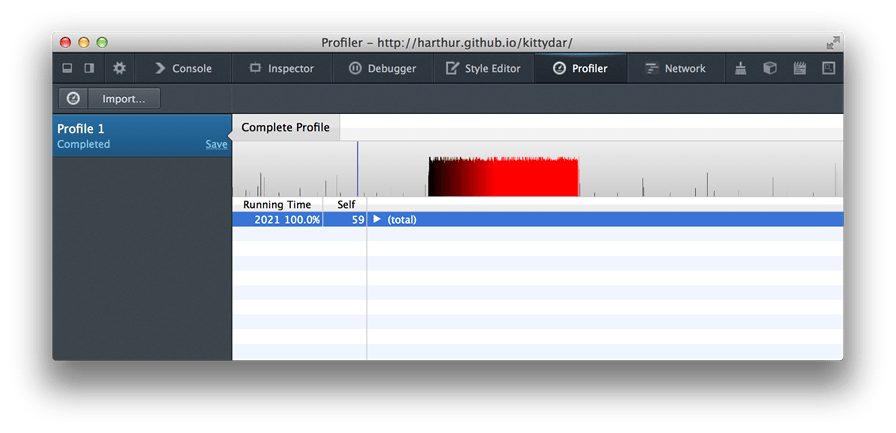 Profiler – http://harthur.github.io/kittydar/
Console Inspector Debugger Style Editor Profiler Network
Import...
Profile 1
Completed Save
Complete Profile
Running Time Self
2021 100.0% 59 (total)